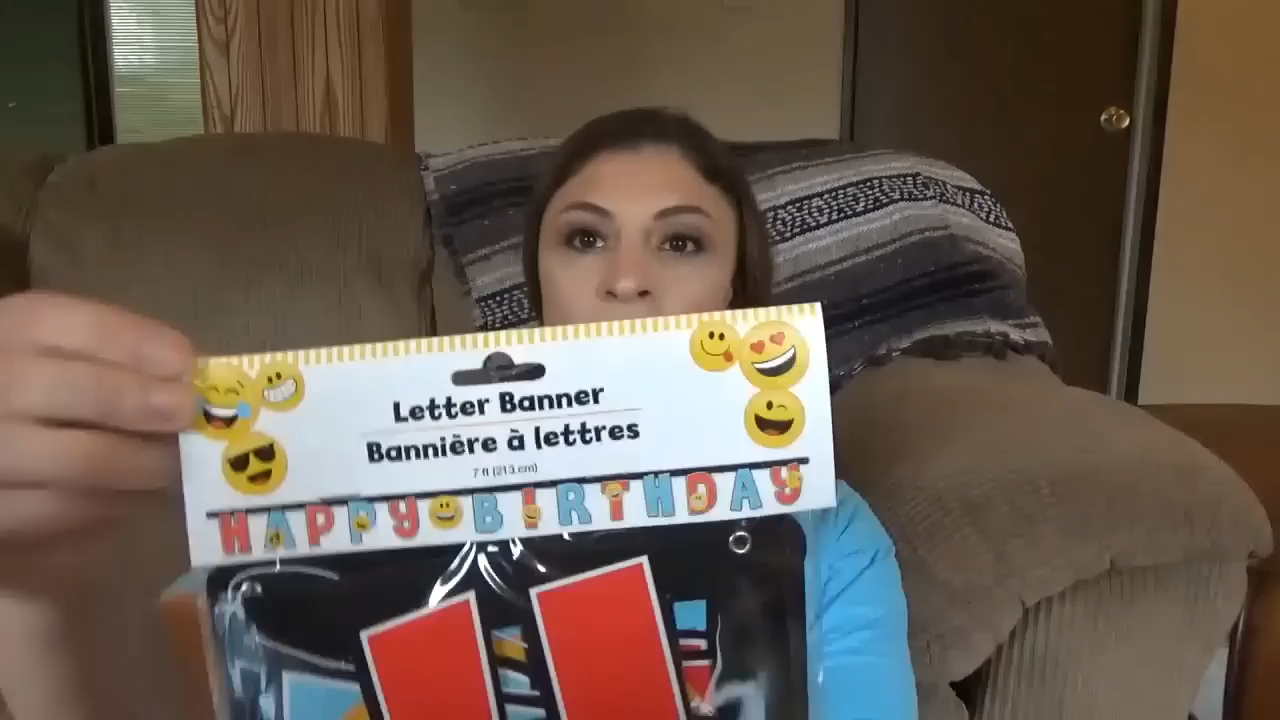 Letter Banner
Bannière à lettres
7 ft (213 cm)
HAPPY BIRTHDAY